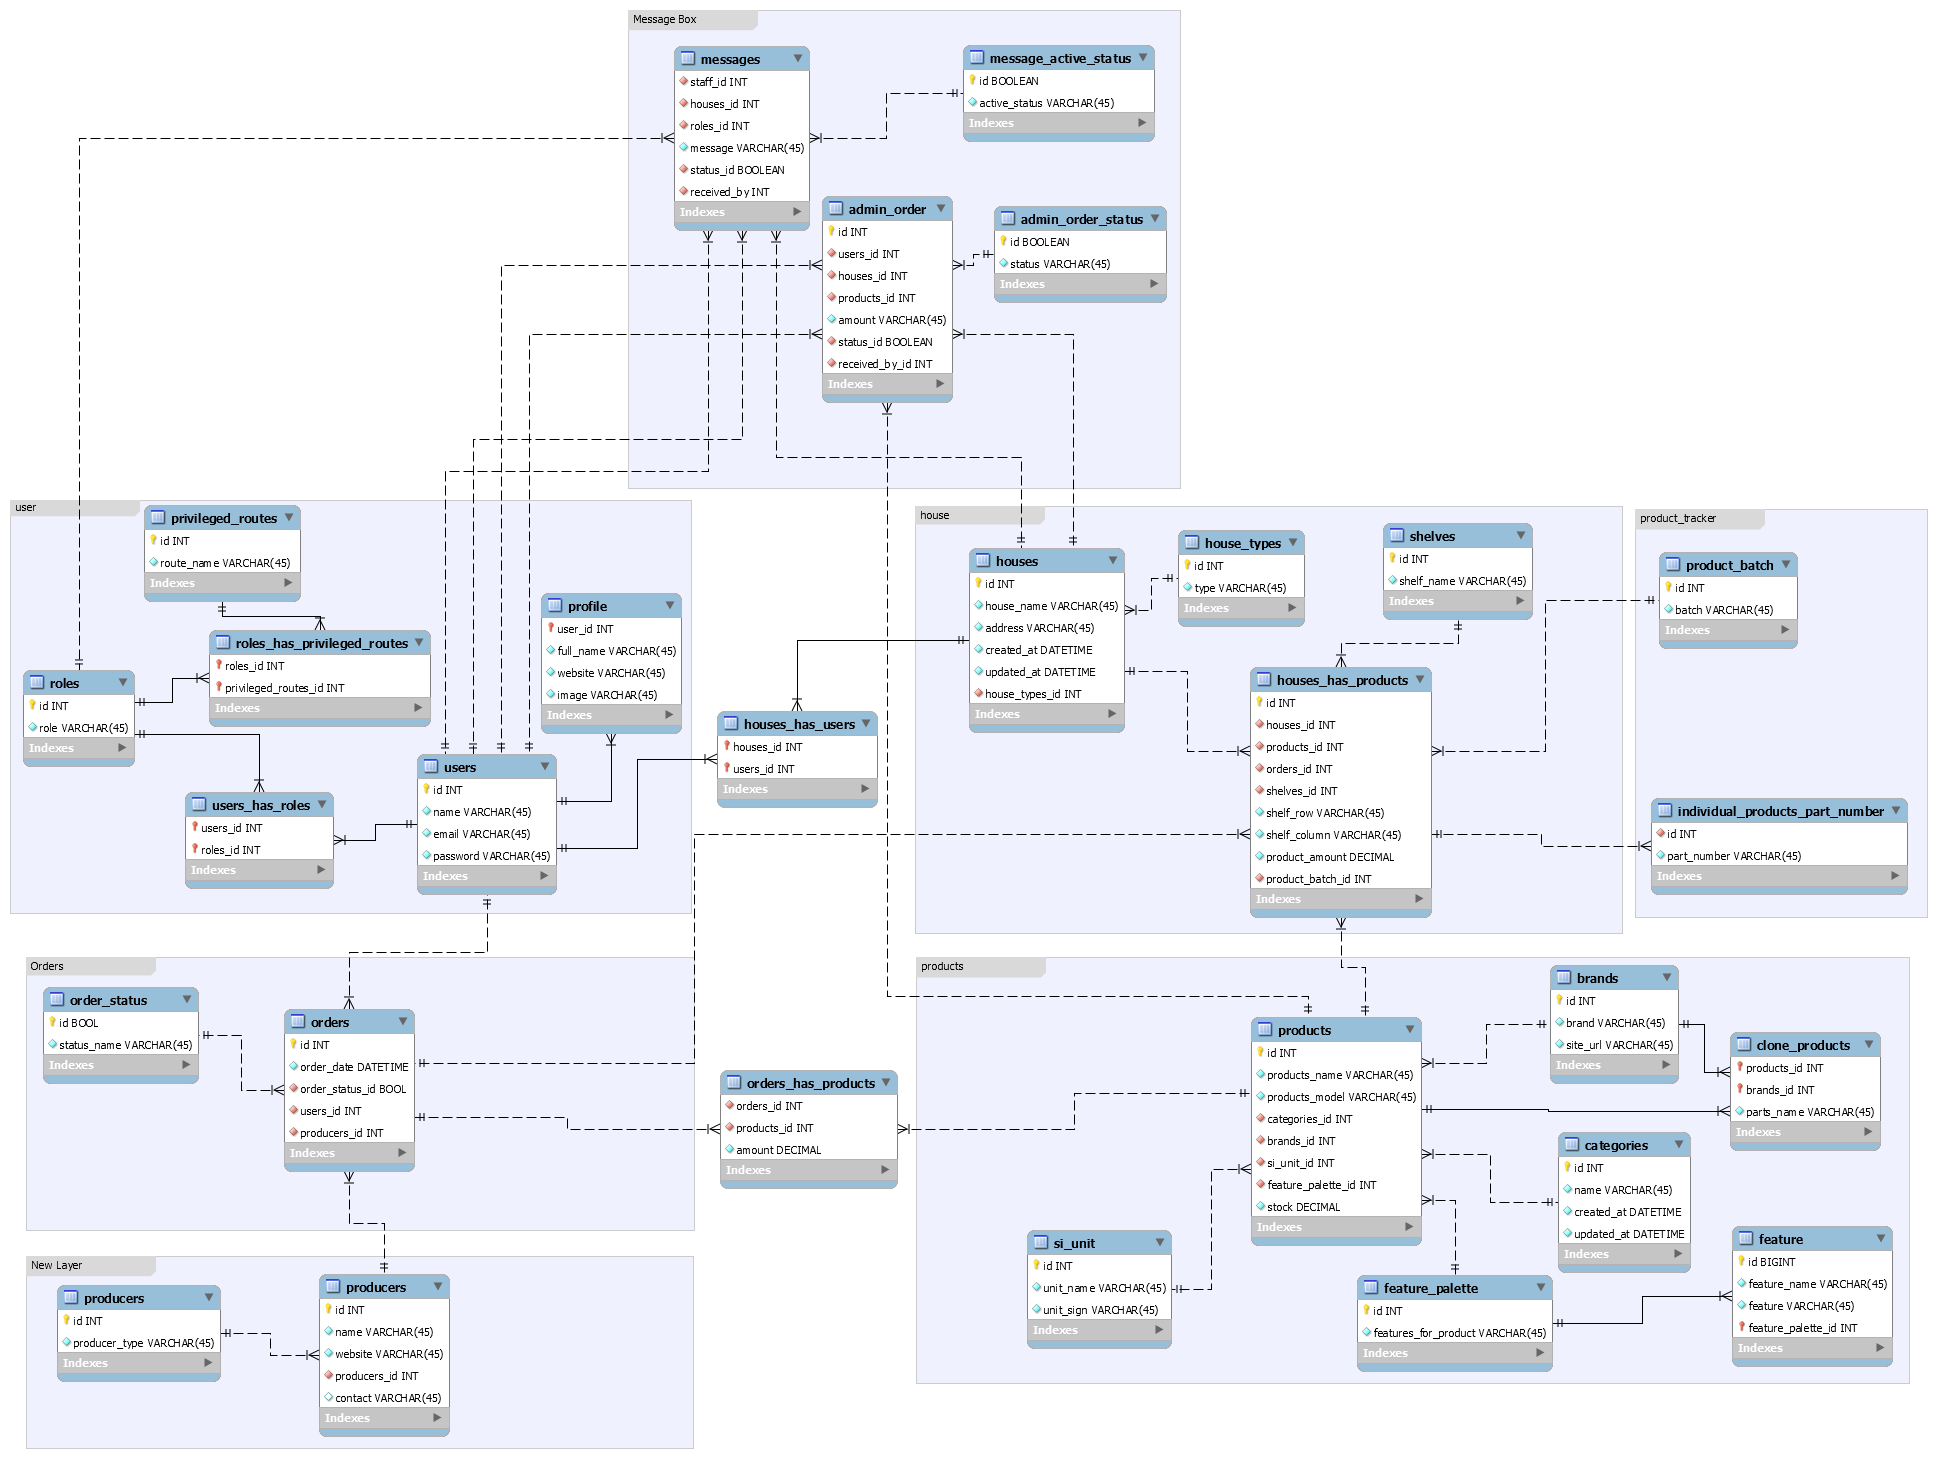 Message Box
messages
staff_id INT
houses_id INT
roles_id INT
message VARCHAR(45)
status_id BOOLEAN
received_by INT
Indexes
message_active_status
id BOOLEAN
active_status VARCHAR(45)
Indexes
admin_order
id INT
users_id INT
houses_id INT
products_id INT
amount VARCHAR(45)
status_id BOOLEAN
received_by_id INT
Indexes
admin_order_status
id BOOLEAN
status VARCHAR(45)
Indexes
user
privileged_routes
id INT
route_name VARCHAR(45)
Indexes
roles_has_privileged_routes
roles_id INT
privileged_routes_id INT
Indexes
roles
id INT
role VARCHAR(45)
Indexes
profile
user_id INT
full_name VARCHAR(45)
website VARCHAR(45)
image VARCHAR(45)
Indexes
users_has_roles
users_id INT
roles_id INT
Indexes
users
id INT
name VARCHAR(45)
email VARCHAR(45)
password VARCHAR(45)
Indexes
houses_has_users
houses_id INT
users_id INT
Indexes
house
houses
id INT
house_name VARCHAR(45)
address VARCHAR(45)
created_at DATETIME
updated_at DATETIME
house_types_id INT
Indexes
house_types
id INT
type VARCHAR(45)
Indexes
shelves
id INT
shelf_name VARCHAR(45)
Indexes
houses_has_products
id INT
houses_id INT
products_id INT
orders_id INT
shelves_id INT
shelf_row VARCHAR(45)
shelf_column VARCHAR(45)
product_amount DECIMAL
product_batch_id INT
Indexes
product_tracker
product_batch
id INT
batch VARCHAR(45)
Indexes
individual_products_part_number
id INT
part_number VARCHAR(45)
Indexes
Orders
order_status
id BOOL
status_name VARCHAR(45)
Indexes
orders
id INT
order_date DATETIME
order_status_id BOOL
users_id INT
producers_id INT
Indexes
orders_has_products
orders_id INT
products_id INT
amount DECIMAL
Indexes
products
products
id INT
products_name VARCHAR(45)
products_model VARCHAR(45)
categories_id INT
brands_id INT
si_unit_id INT
feature_palette_id INT
stock DECIMAL
Indexes
brands
id INT
brand VARCHAR(45)
site_url VARCHAR(45)
Indexes
clone_products
products_id INT
brands_id INT
parts_name VARCHAR(45)
Indexes
categories
id INT
name VARCHAR(45)
created_at DATETIME
updated_at DATETIME
Indexes
si_unit
id INT
unit_name VARCHAR(45)
unit_sign VARCHAR(45)
Indexes
feature_palette
id INT
features_for_product VARCHAR(45)
Indexes
feature
id BIGINT
feature_name VARCHAR(45)
feature VARCHAR(45)
feature_palette_id INT
Indexes
New Layer
producers
id INT
producer_type VARCHAR(45)
Indexes
producers
id INT
name VARCHAR(45)
website VARCHAR(45)
producers_id INT
contact VARCHAR(45)
Indexes